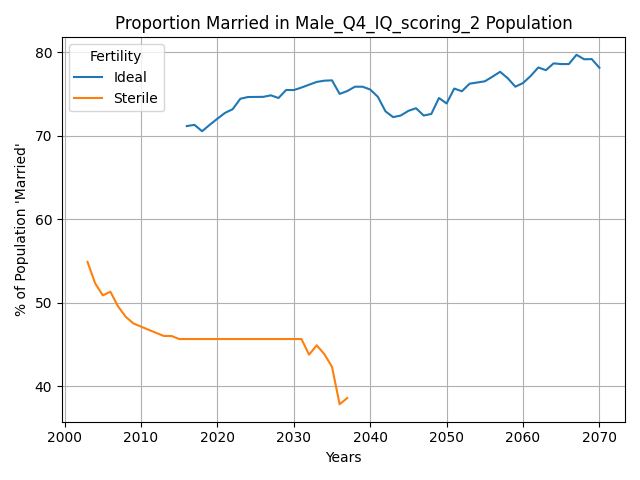 Proportion Married in Male_Q4_IQ_scoring_2 Population
% of Population 'Married'
80
70
60
50
40
Fertility
Ideal
Sterile
2000 2010 2020 2030 2040 2050 2060 2070
Years